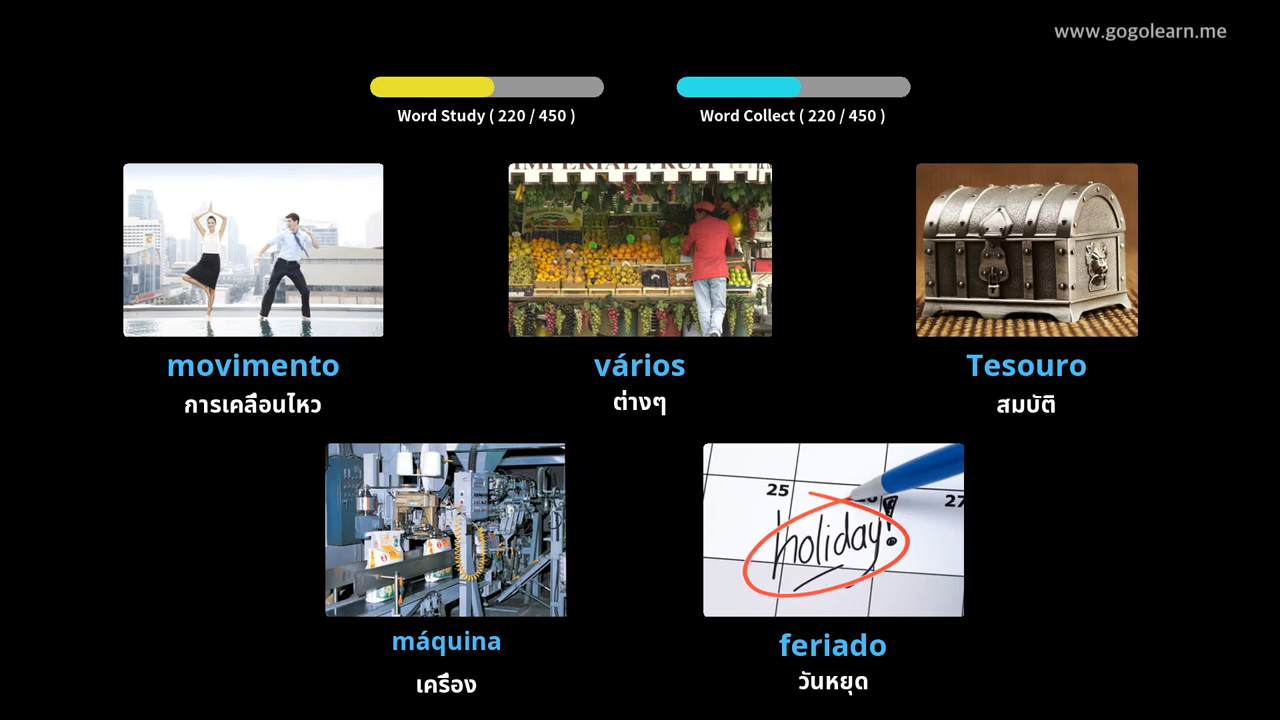 www.gogolearn.me
Word Study ( 220 / 450 )
Word Collect ( 220 / 450 )
IMPERIAL FRUIT
movimento
การเคลื่อนไหว
vários
ต่างๆ
Tesouro
สมบัติ
25
27
holiday!
máquina
เครื่อง
feriado
วันหยุด